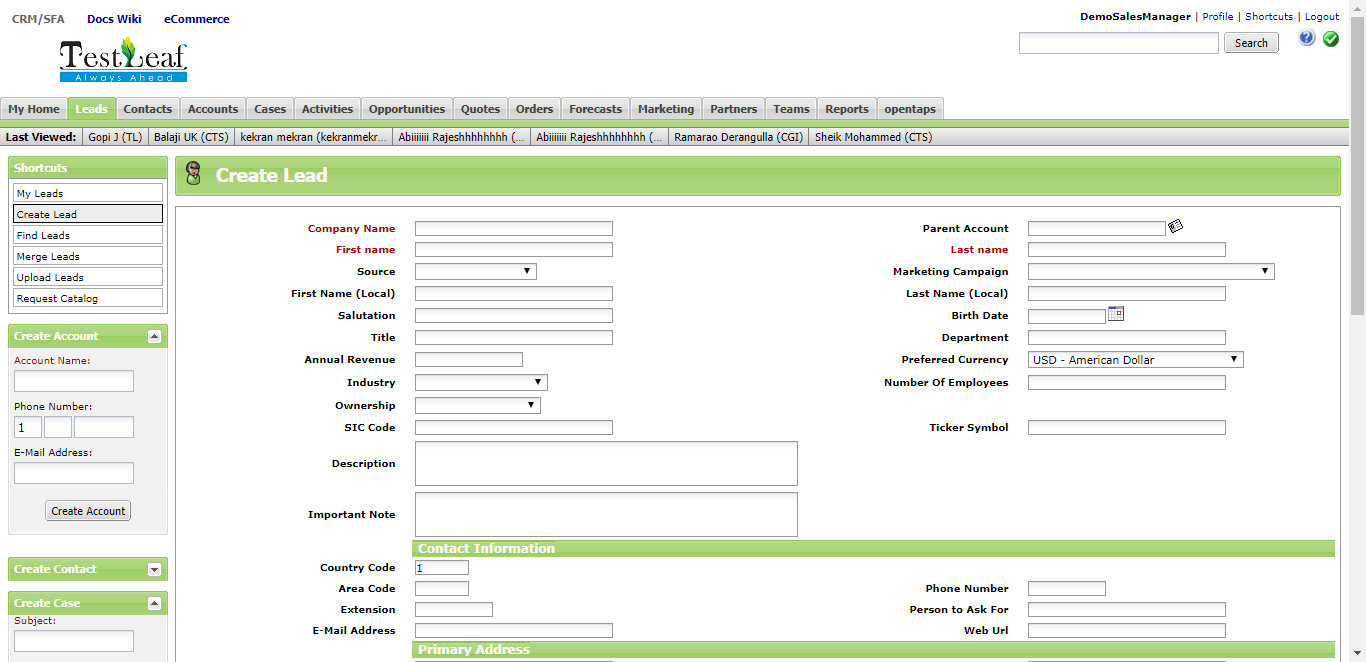 CRM/SFA Docs Wiki eCommerce
DemoSalesManager | Profile | Shortcuts | Logout
TestLeaf
Always Ahead
Search
My Home Leads Contacts Accounts Cases Activities Opportunities Quotes Orders Forecasts Marketing Partners Teams Reports opentaps
Last Viewed: Gopi J (TL) Balaji UK (CTS) kekran mekran (kekranmekr... Abiiiiiii Rajeshhhhhhhh (... Abiiiiiii Rajeshhhhhhhh (... Ramarao Derangulla (CGI) Sheik Mohammed (CTS)
Shortcuts
My Leads
Create Lead
Find Leads
Merge Leads
Upload Leads
Request Catalog
Create Account
Account Name:
Phone Number:
1
E-Mail Address:
Create Account
Create Contact
Create Case
Subject:
Create Lead
Company Name Parent Account
First name Last name
Source Marketing Campaign
First Name (Local) Last Name (Local)
Salutation Birth Date
Title Department
Annual Revenue Preferred Currency USD - American Dollar
Industry Number Of Employees
Ownership
SIC Code Ticker Symbol
Description
Important Note
Contact Information
Country Code 1
Area Code Phone Number
Extension Person to Ask For
E-Mail Address Web Url
Primary Address